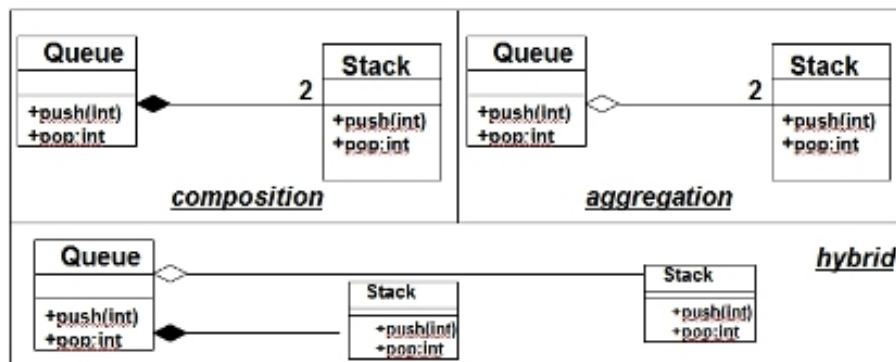 Queue
+push(int)
+pop:int
2
Stack
+push(int)
+pop:int
composition
Queue
+push(int)
+pop:int
2
Stack
+push(int)
+pop:int
aggregation
Queue
+push(int)
+pop:int
Stack
+push(int)
+pop:int
Stack
+push(int)
+pop:int
hybrid